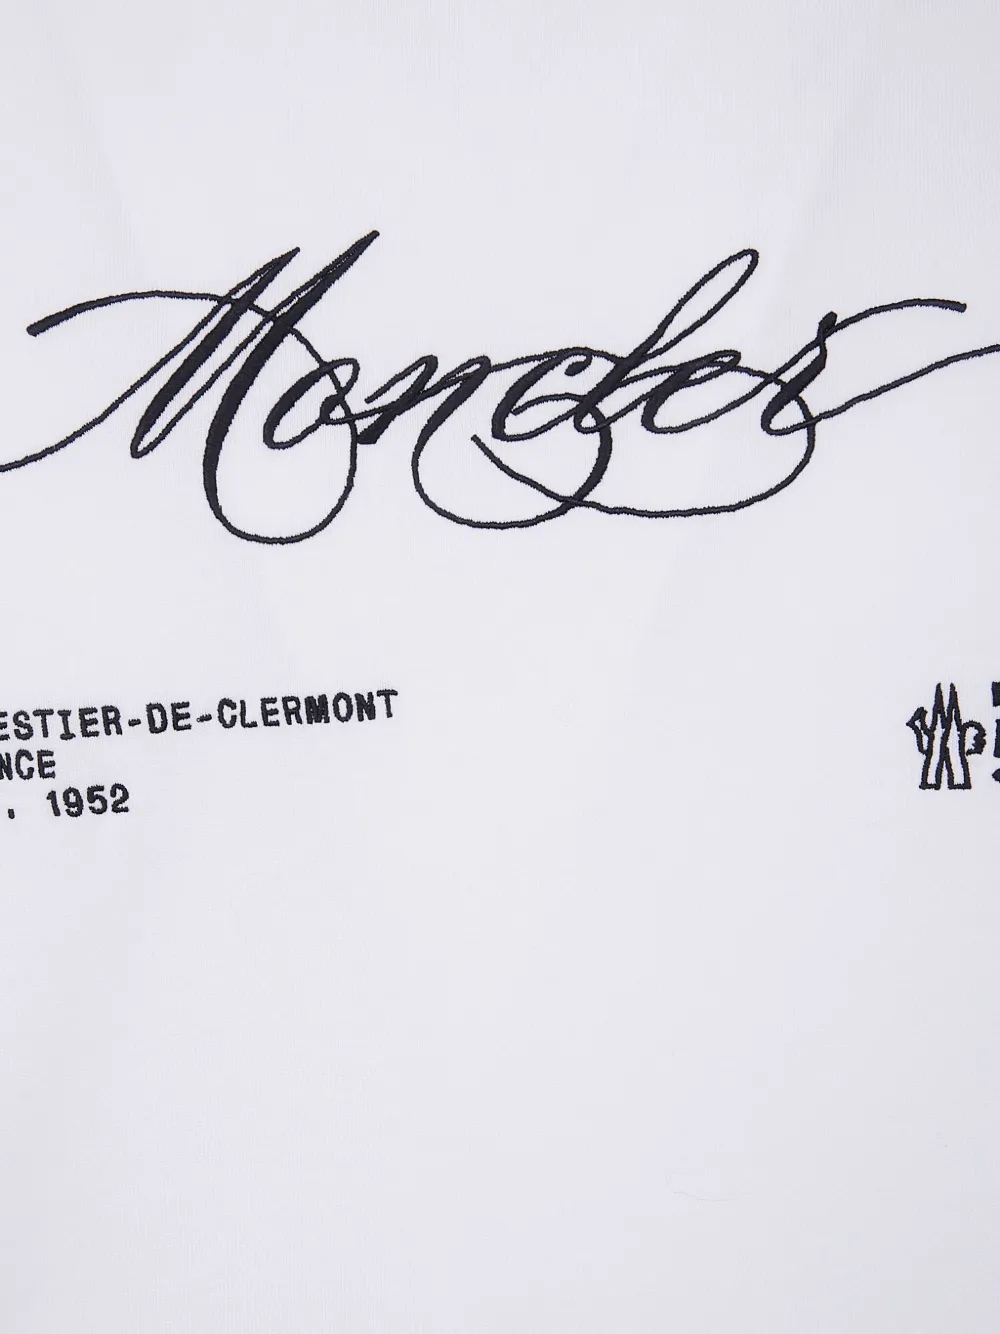 Moncler
ESTIER-DE-CLERMONT
NCE
. 1952